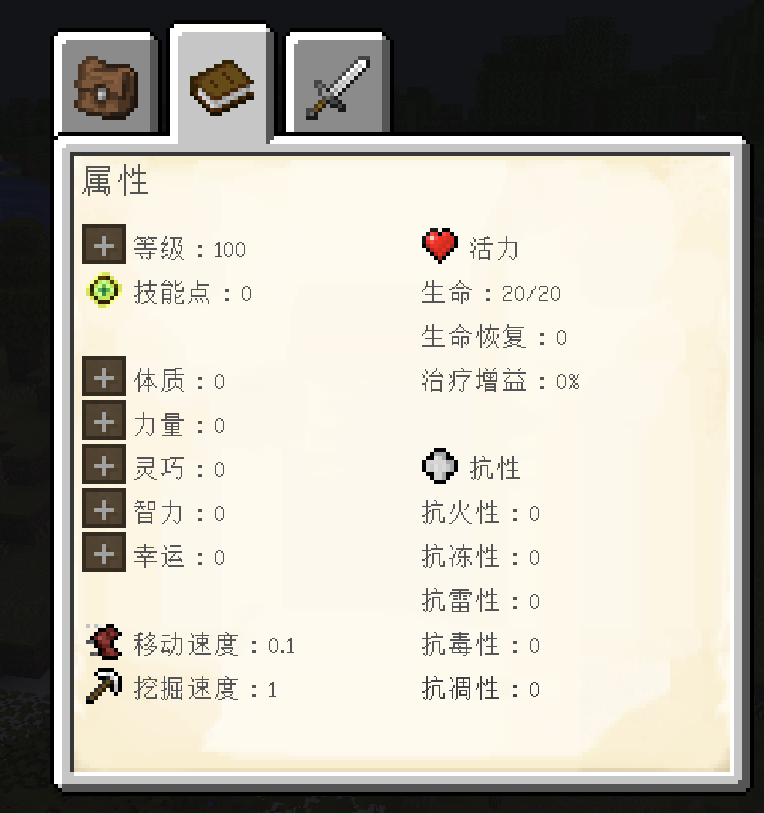 属性
等级：100
技能点：0
体质：0
力量：0
灵巧：0
智力：0
幸运：0
移动速度：0.1
挖掘速度：1
活力
生命：20/20
生命恢复：0
治疗增益：0%
抗性
抗火性：0
抗冻性：0
抗雷性：0
抗毒性：0
抗凋性：0